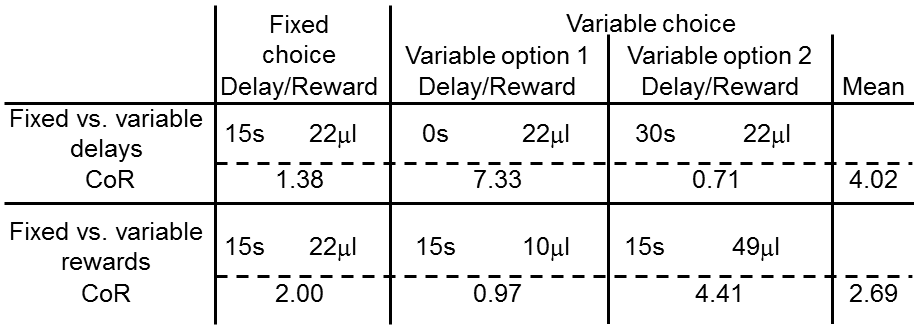 Fixed choice Variable choice
Delay/Reward Variable option 1 Delay/Reward Variable option 2 Delay/Reward Mean
Fixed vs. variable delays 15s 22µl 0s 22µl 30s 22µl
CoR 1.38 7.33 0.71 4.02
Fixed vs. variable rewards 15s 22µl 15s 10µl 15s 49µl
CoR 2.00 0.97 4.41 2.69